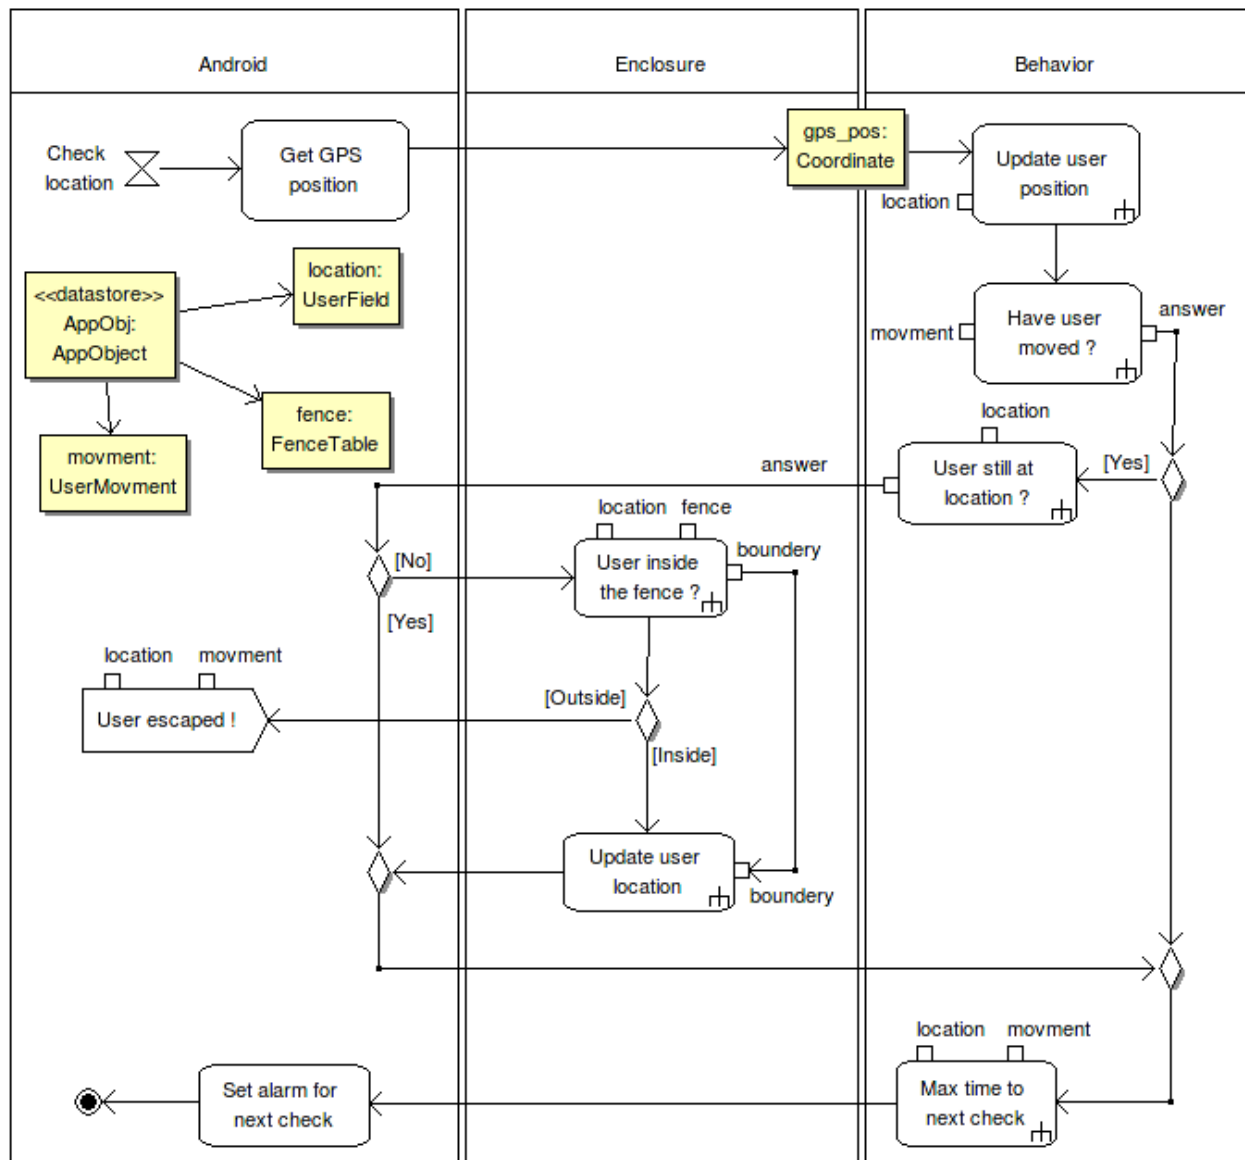 Android
Enclosure
Behavior
Check
location
Get GPS
position
gps_pos:
Coordinate
Update user
position
location
<<datastore>>
AppObj:
AppObject
location:
UserField
fence:
FenceTable
movment:
UserMovment
movment
Have user
moved ?
answer
location
User still at
location ?
[Yes]
answer
location fence
User inside
the fence ?
boundery
[No]
[Yes]
location movment
User escaped !
[Outside]
[Inside]
Update user
location
boundery
location movment
Max time to
next check
Set alarm for
next check